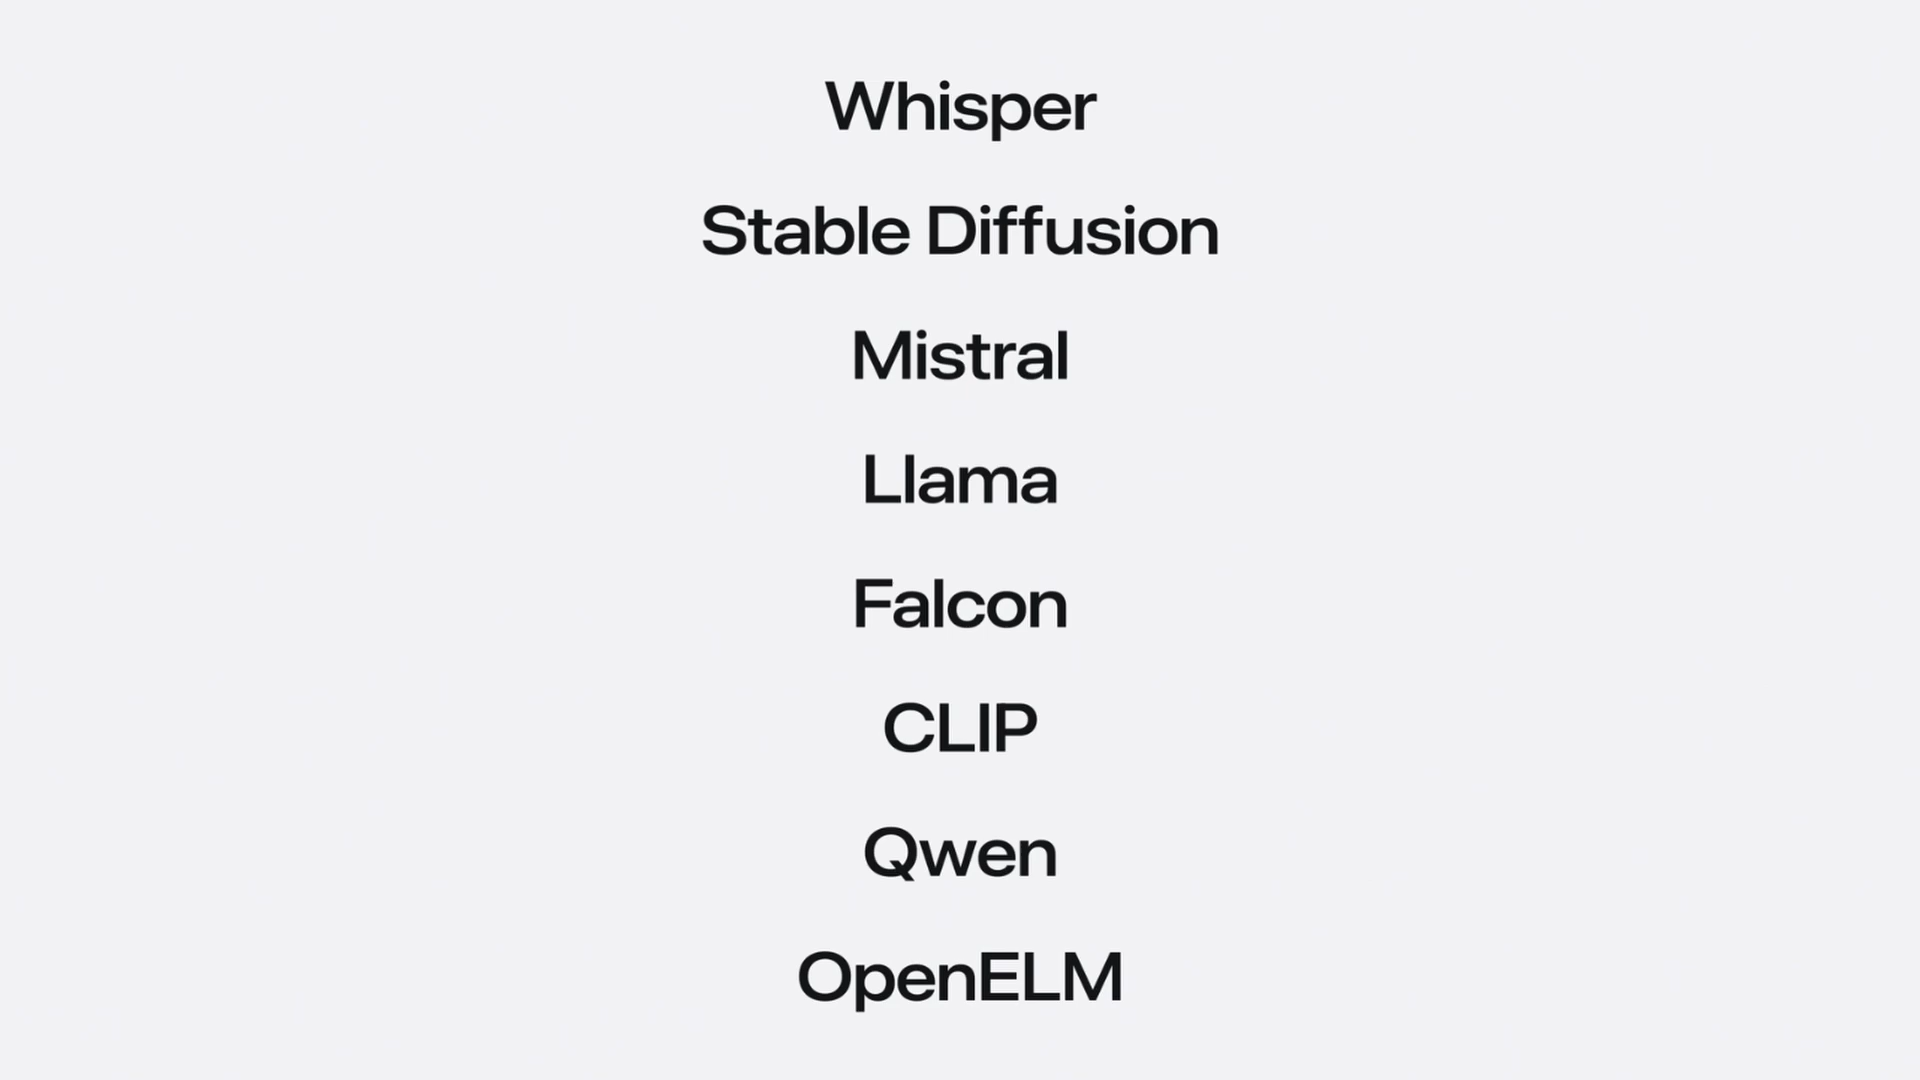 Whisper
Stable Diffusion
Mistral
Llama
Falcon
CLIP
Qwen
OpenELM